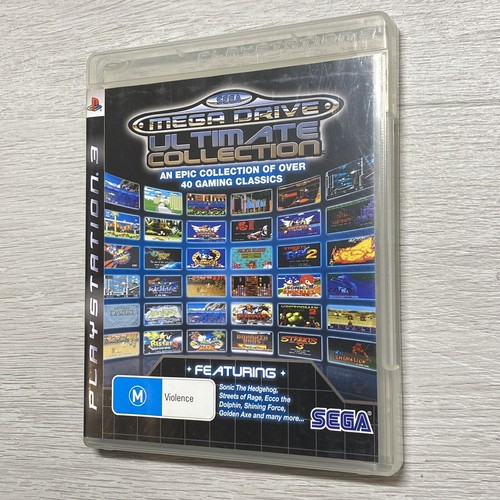 PLAYSTATION
PLAYSTATION 3
SEGA
MEGA DRIVE
ULTIMATE
COLLECTION
AN EPIC COLLECTION OF OVER
40 GAMING CLASSICS
FEATURING
M
Violence
Sonic The Hedgehog,
Streets of Rage, Ecco the
Dolphin, Shining Force,
Golden Axe and many more...
SEGA